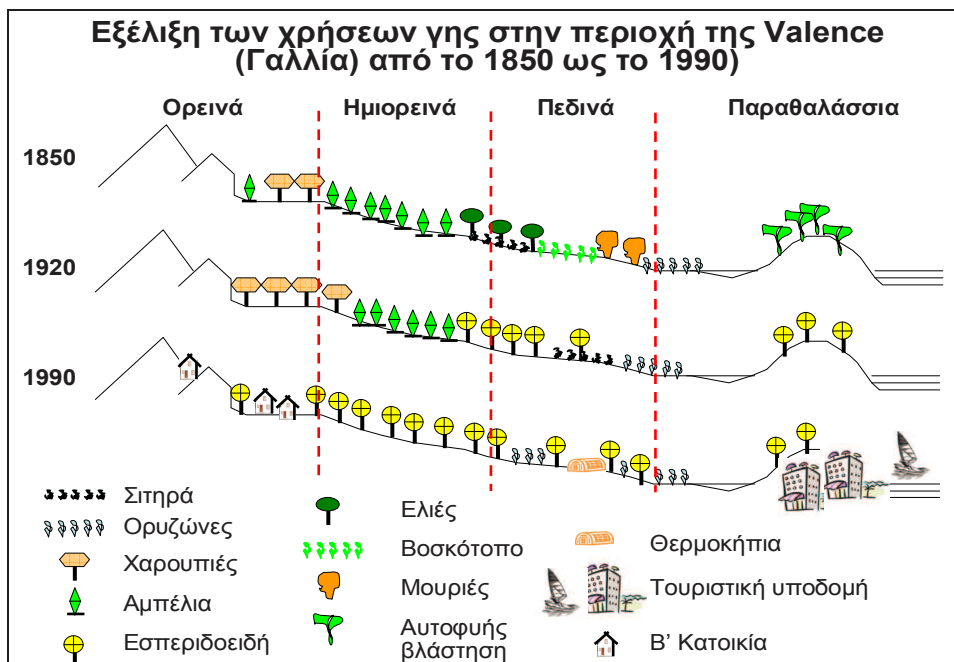 Εξέλιξη των χρήσεων γης στην περιοχή της Valence
(Γαλλία) από το 1850 ως το 1990)
Ορεινά Ημιορεινά Πεδινά Παραθαλάσσια
1850
1920
1990
Σιτηρά
Ορυζώνες
Χαρουπιές
Αμπέλια
Εσπεριδοειδή
Ελιές
Βοσκότοπο
Μουριές
Αυτοφυής
βλάστηση
Θερμοκήπια
Τουριστική υποδομή
Β' Κατοικία